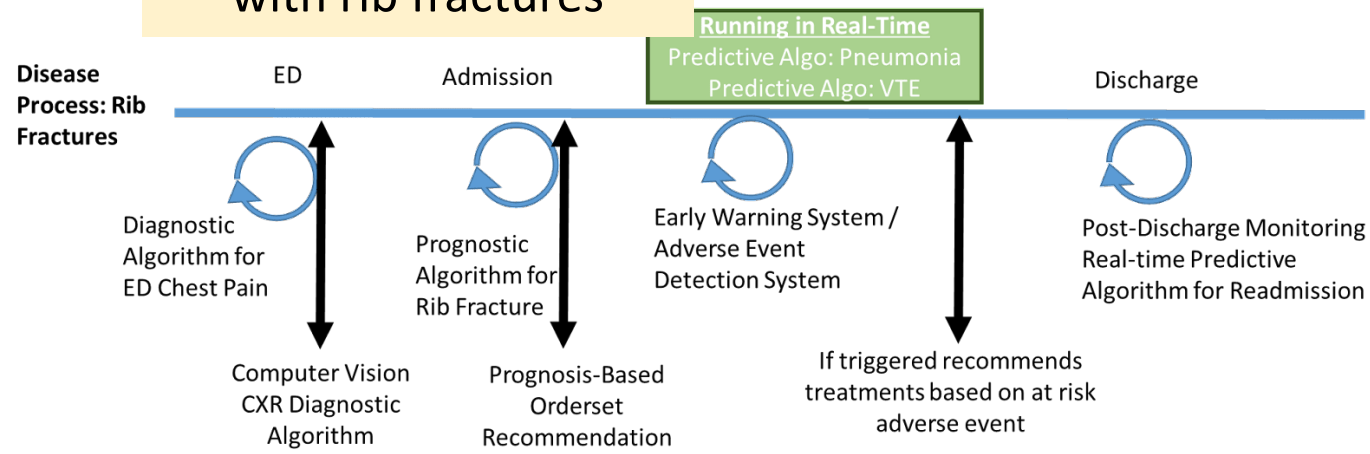 with rib fractures
Running in Real-Time
Predictive Algo: Pneumonia
Predictive Algo: VTE
Disease
Process: Rib
Fractures
ED
Admission
Discharge
Diagnostic
Algorithm for
ED Chest Pain
Prognostic
Algorithm for
Rib Fracture
Early Warning System /
Adverse Event
Detection System
Post-Discharge Monitoring
Real-time Predictive
Algorithm for Readmission
Computer Vision
CXR Diagnostic
Algorithm
Prognosis-Based
Orderset
Recommendation
If triggered recommends
treatments based on at risk
adverse event